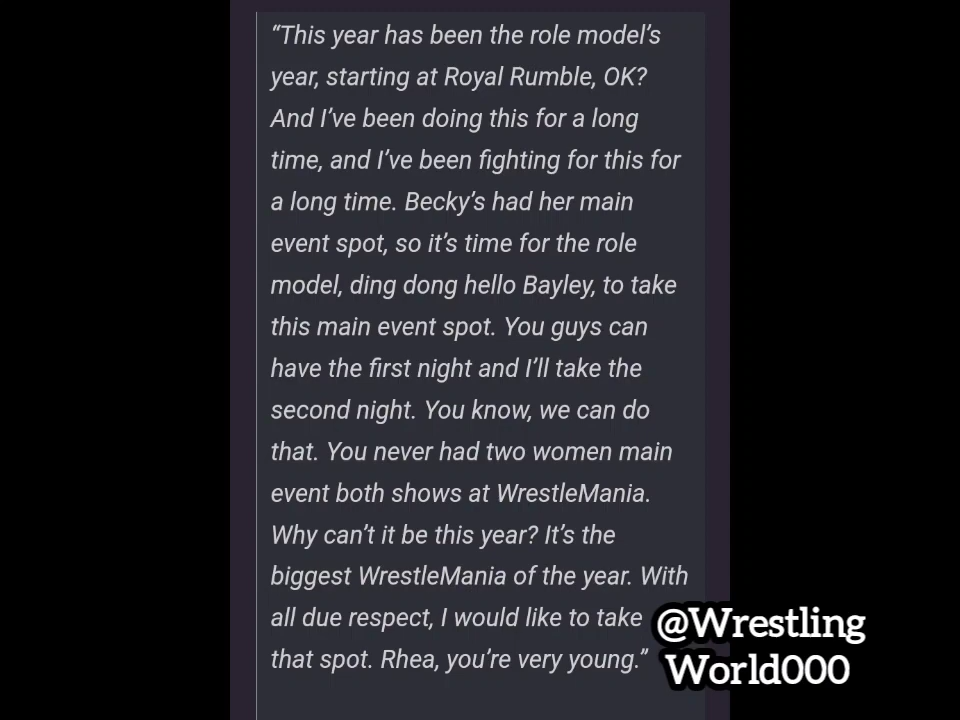 “This year has been the role model’s
year, starting at Royal Rumble, OK?
And I’ve been doing this for a long
time, and I’ve been fighting for this for
a long time. Becky’s had her main
event spot, so it’s time for the role
model, ding dong hello Bayley, to take
this main event spot. You guys can
have the first night and I’ll take the
second night. You know, we can do
that. You never had two women main
event both shows at WrestleMania.
Why can’t it be this year? It’s the
biggest WrestleMania of the year. With
all due respect, I would like to take
that spot. Rhea, you’re very young.”
@Wrestling
World000